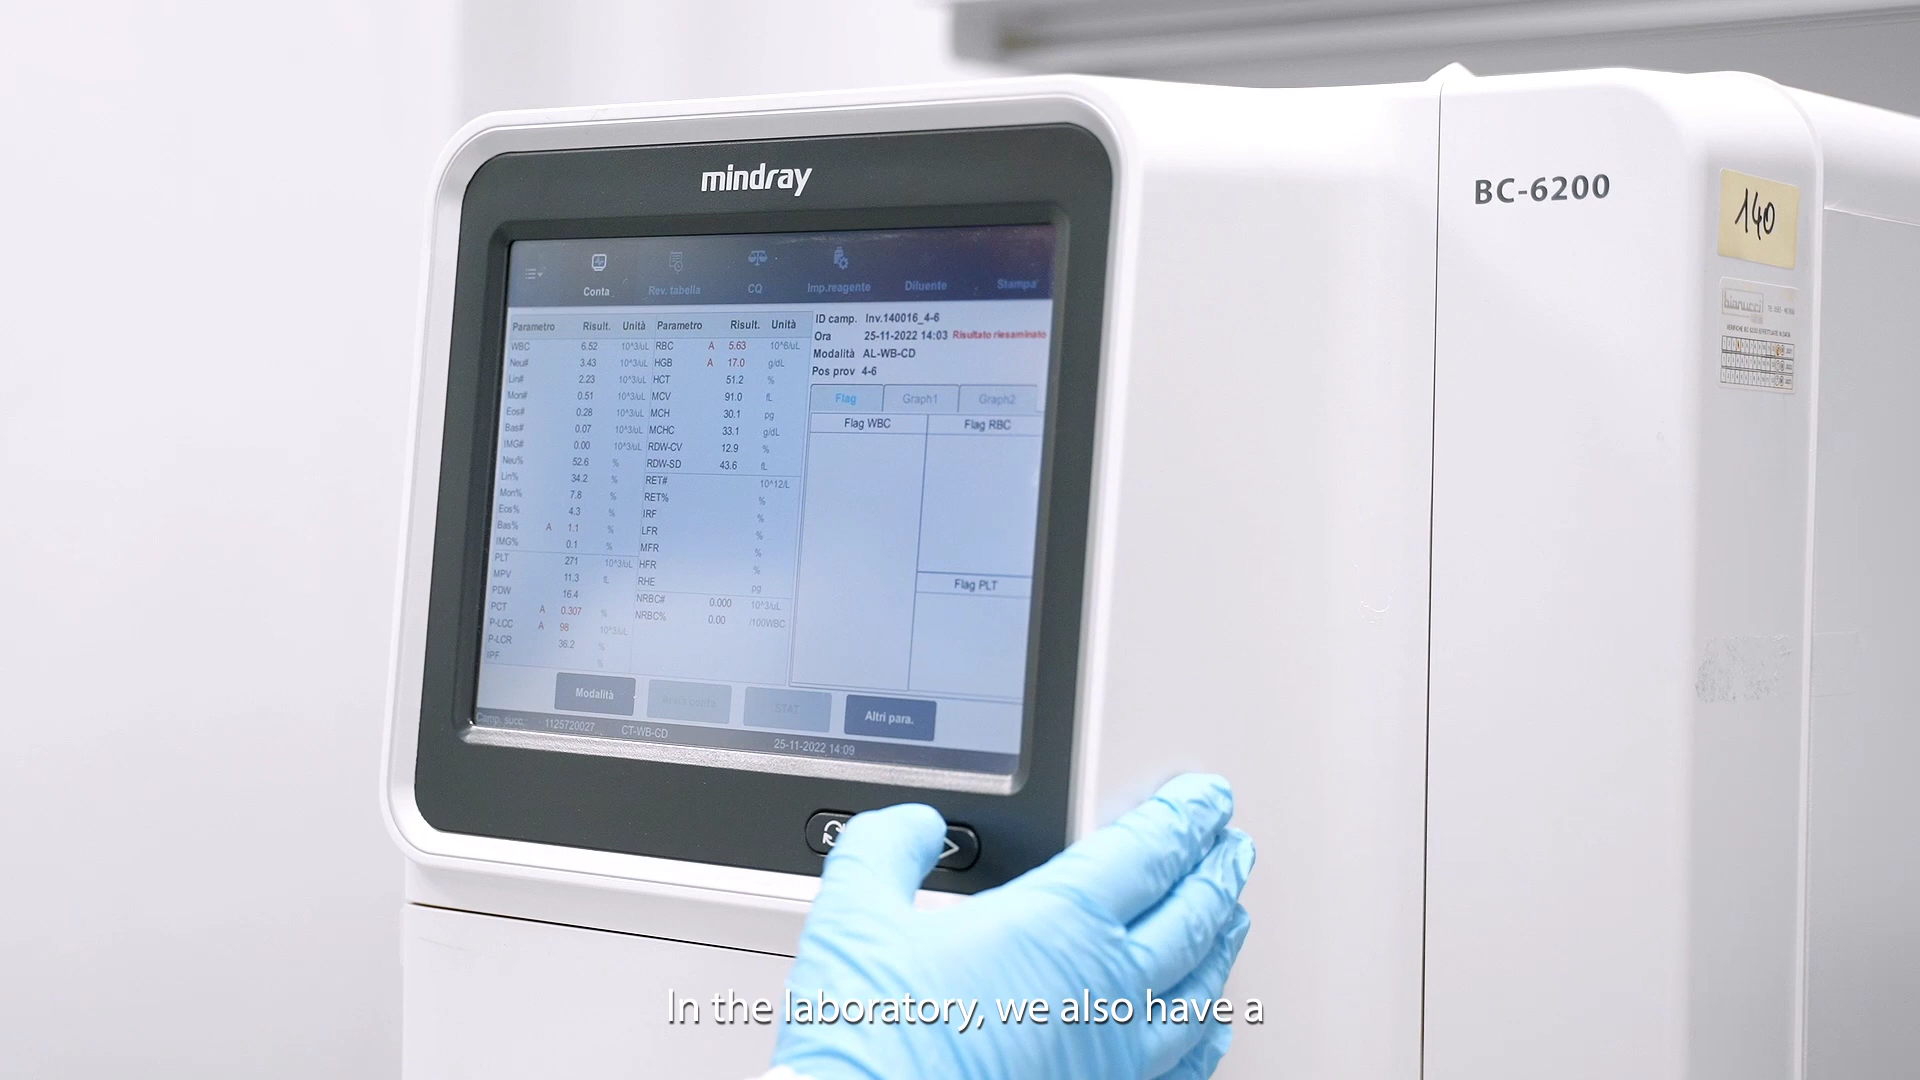 mindray
BC-6200
140
Conta Rev. tabella CQ Imp.reagente Diluente Stampa
Parametro Risult. Unità Parametro Risult. Unità
WBC 6.52 10^3/uL RBC A 5.63 10^6/uL
Neu# 3.43 10^3/uL HGB A 17.0 g/dL
Lin# 2.23 10^3/uL HCT 51.2 %
Mon# 0.51 10^3/uL MCV 91.0 fL
Eos# 0.28 10^3/uL MCH 30.1 pg
Bas# 0.07 10^3/uL MCHC 33.1 g/dL
IMG# 0.00 10^3/uL RDW-CV 12.9 %
Neu% 52.6 % RDW-SD 43.6 fL
Lin% 34.2 % RET# 10^12/L
Mon% 7.8 % RET% %
Eos% 4.3 % IRF %
Bas% A 1.1 % LFR %
IMG% 0.1 % MFR %
PLT 271 10^3/uL HFR %
MPV 11.3 fL RHE pg
PDW 16.4 NRBC# 0.000 10^3/uL
PCT A 0.307 % NRBC% 0.00 /100WBC
P-LCC A 98 10^3/uL
P-LCR 36.2 %
IPF %
ID camp. Inv.140016_4-6
Ora 25-11-2022 14:03 Risultato riesaminato
Modalità AL-WB-CD
Pos prov 4-6
Flag Graph1 Graph2
Flag WBC Flag RBC
Flag PLT
Modalità STAT Altri para.
Camp. succ.: 1125720027 CT-WB-CD 25-11-2022 14:09
In the laboratory, we also have a